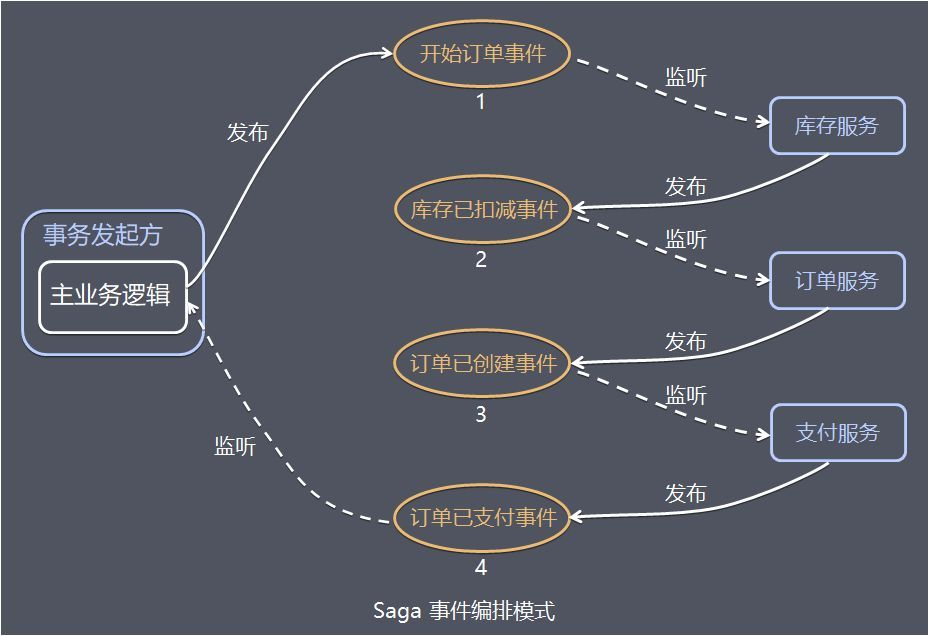 开始订单事件
1
监听
库存服务
发布
发布
库存已扣减事件
2
监听
订单服务
事务发起方
主业务逻辑
发布
订单已创建事件
3
监听
支付服务
监听
发布
订单已支付事件
4
Saga 事件编排模式